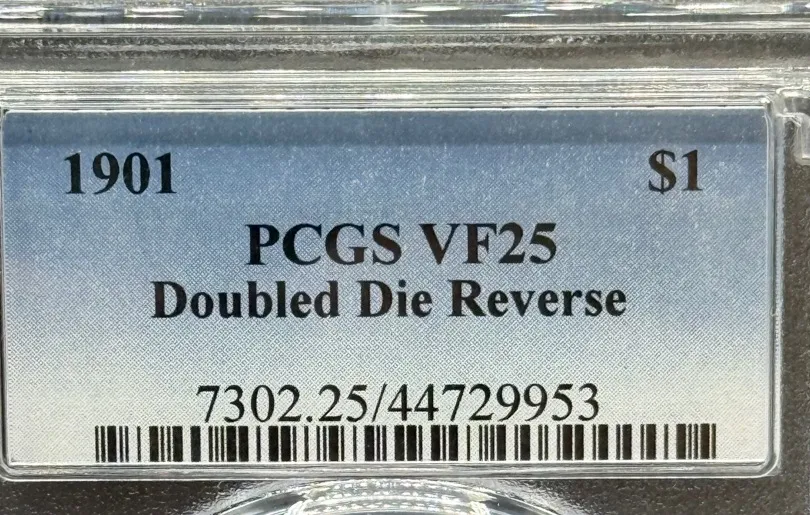 1901 $1
PCGS VF25
Doubled Die Reverse
7302.25/44729953